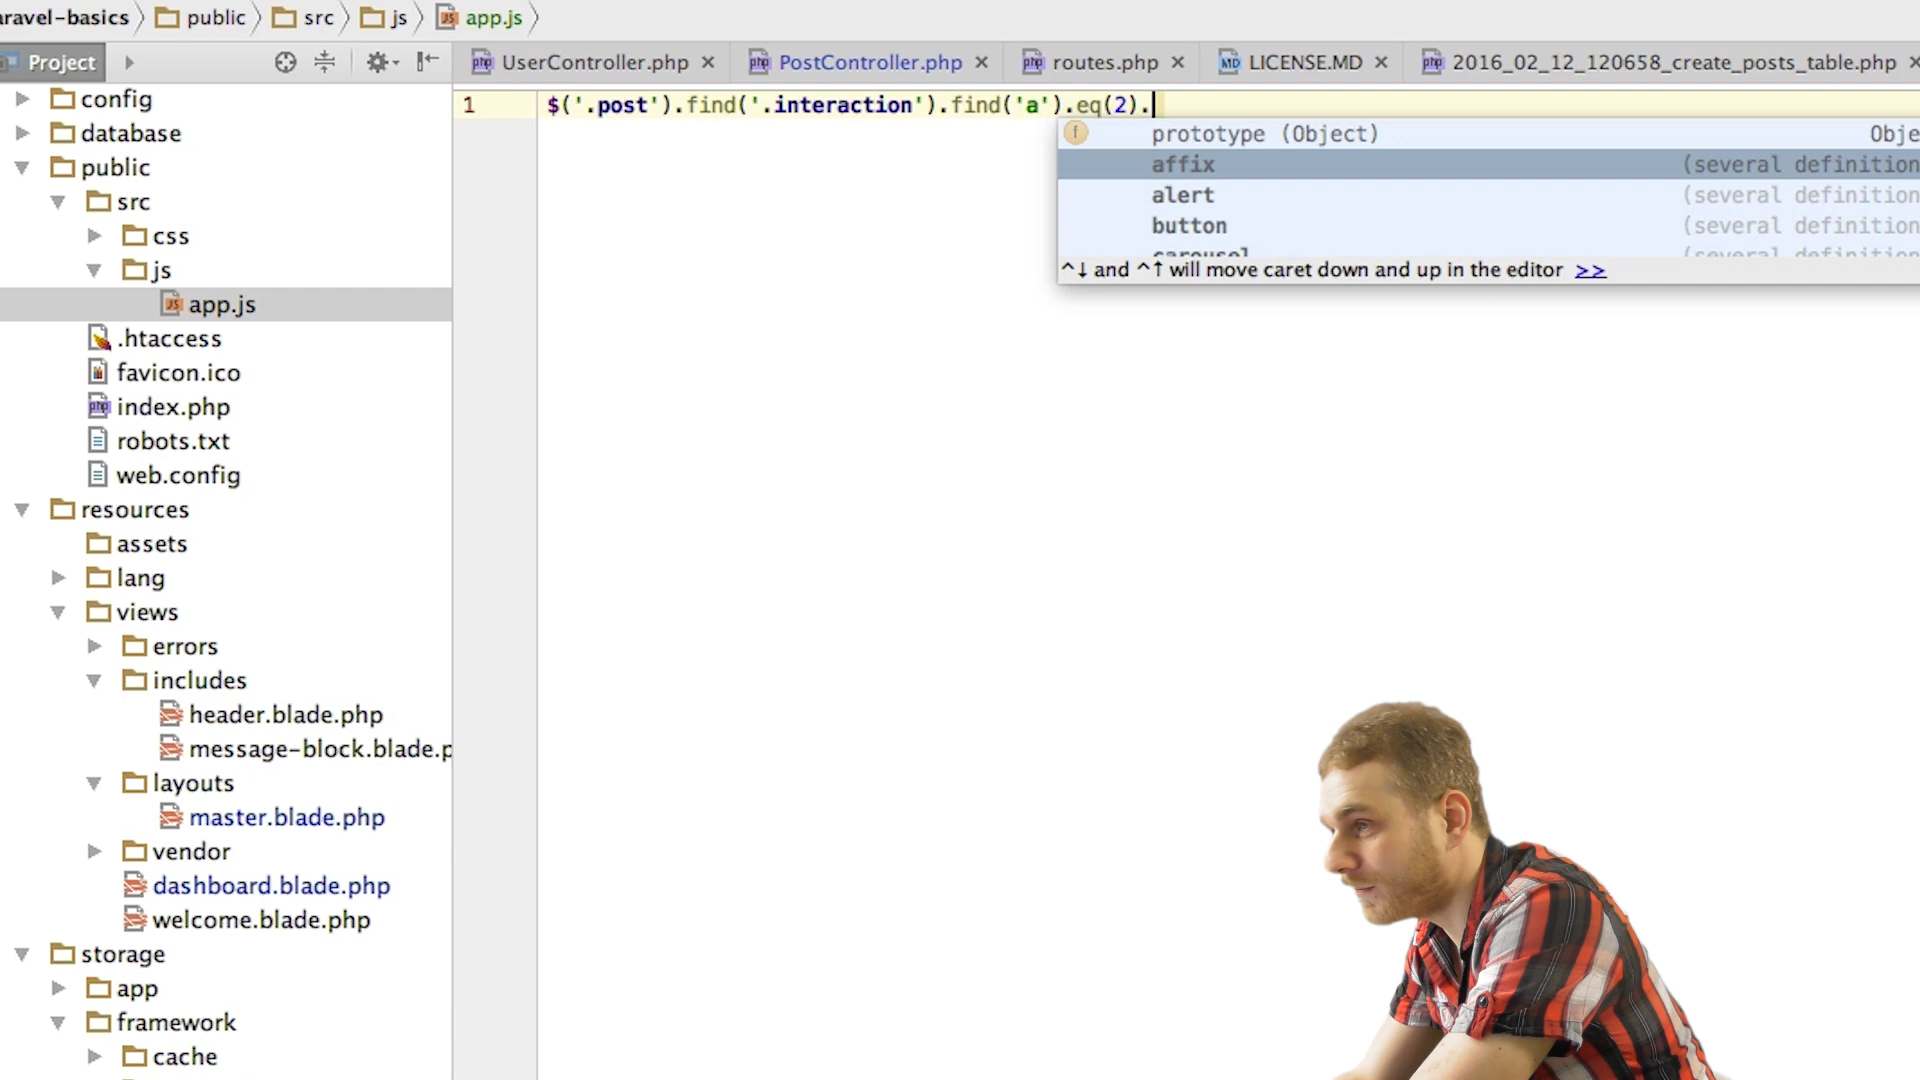 aravel-basics public src js app.js
Project
UserController.php PostController.php routes.php LICENSE.MD 2016_02_12_120658_create_posts_table.php
config
database
public
src
css
js
app.js
.htaccess
favicon.ico
index.php
robots.txt
web.config
resources
assets
lang
views
errors
includes
header.blade.php
message-block.blade.p
layouts
master.blade.php
vendor
dashboard.blade.php
welcome.blade.php
storage
app
framework
cache
1 $('.post').find('.interaction').find('a').eq(2).
prototype (Object) Obje
affix (several definition
alert (several definition
button (several definition
carousel (several definition
^↓ and ^↑ will move caret down and up in the editor >>